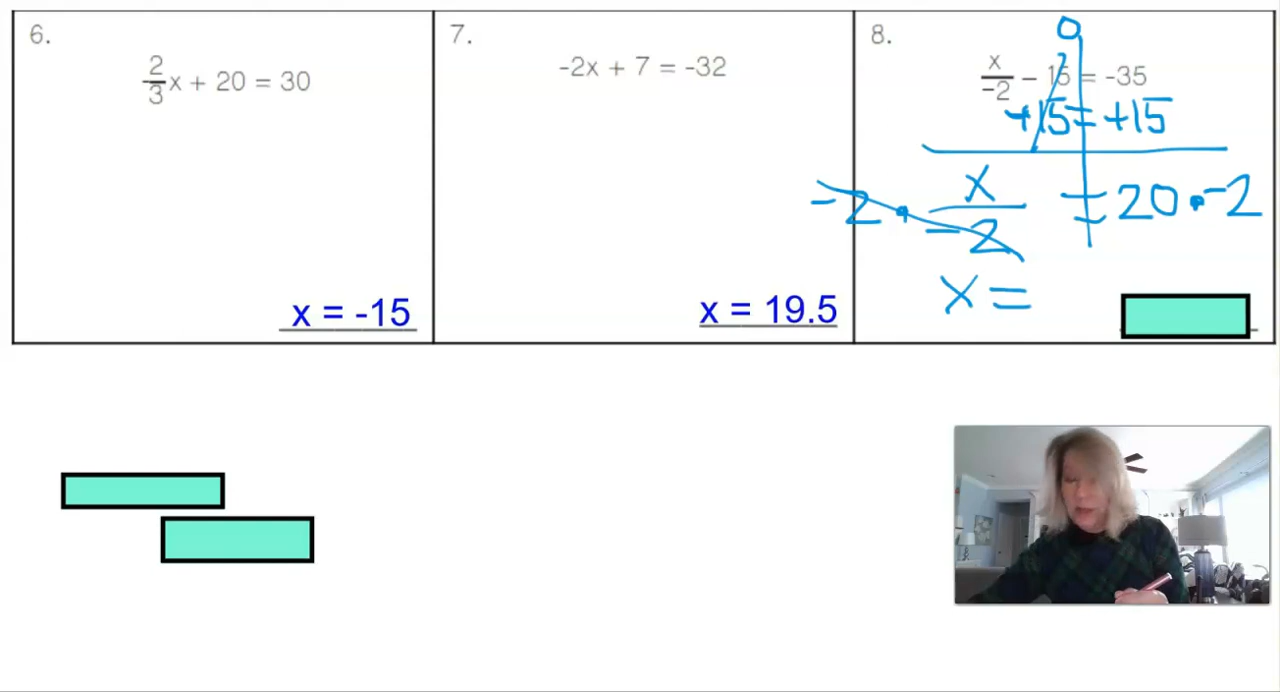 6.
-2/3x + 20 = 30
x = -15
7.
-2x + 7 = -32
x = 19.5
8.
0
x/-2 - 15 = -35
+15 = +15
-2 · x/-2 = 20 · -2
x =